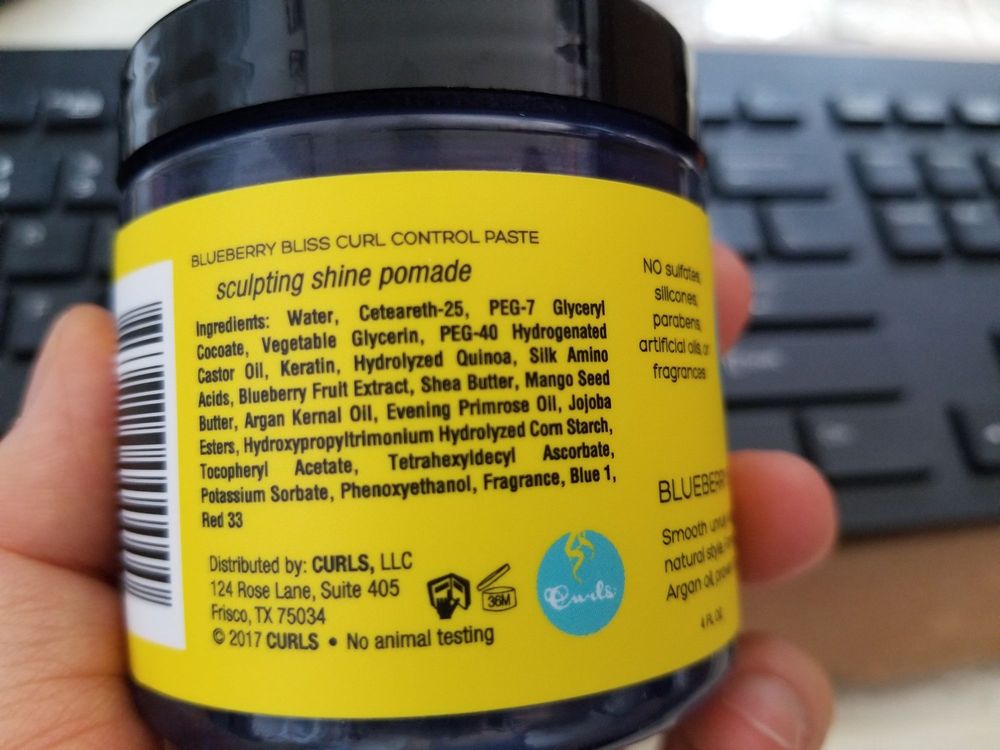 BLUEBERRY BLISS CURL CONTROL PASTE
sculpting shine pomade
Ingredients: Water, Ceteareth-25, PEG-7 Glyceryl
Cocoate, Vegetable Glycerin, PEG-40 Hydrogenated
Castor Oil, Keratin, Hydrolyzed Quinoa, Silk Amino
Acids, Blueberry Fruit Extract, Shea Butter, Mango Seed
Butter, Argan Kernal Oil, Evening Primrose Oil, Jojoba
Esters, Hydroxypropyltrimonium Hydrolyzed Corn Starch,
Tocopheryl Acetate, Tetrahexyldecyl Ascorbate,
Potassium Sorbate, Phenoxyethanol, Fragrance, Blue 1,
Red 33
Distributed by: CURLS, LLC
124 Rose Lane, Suite 405
Frisco, TX 75034
© 2017 CURLS • No animal testing
36M
Curls
NO sulfates,
silicones,
parabens,
artificial oils, or
fragrances
Smooth
natural style,
Argan oil,
4 FL OZ